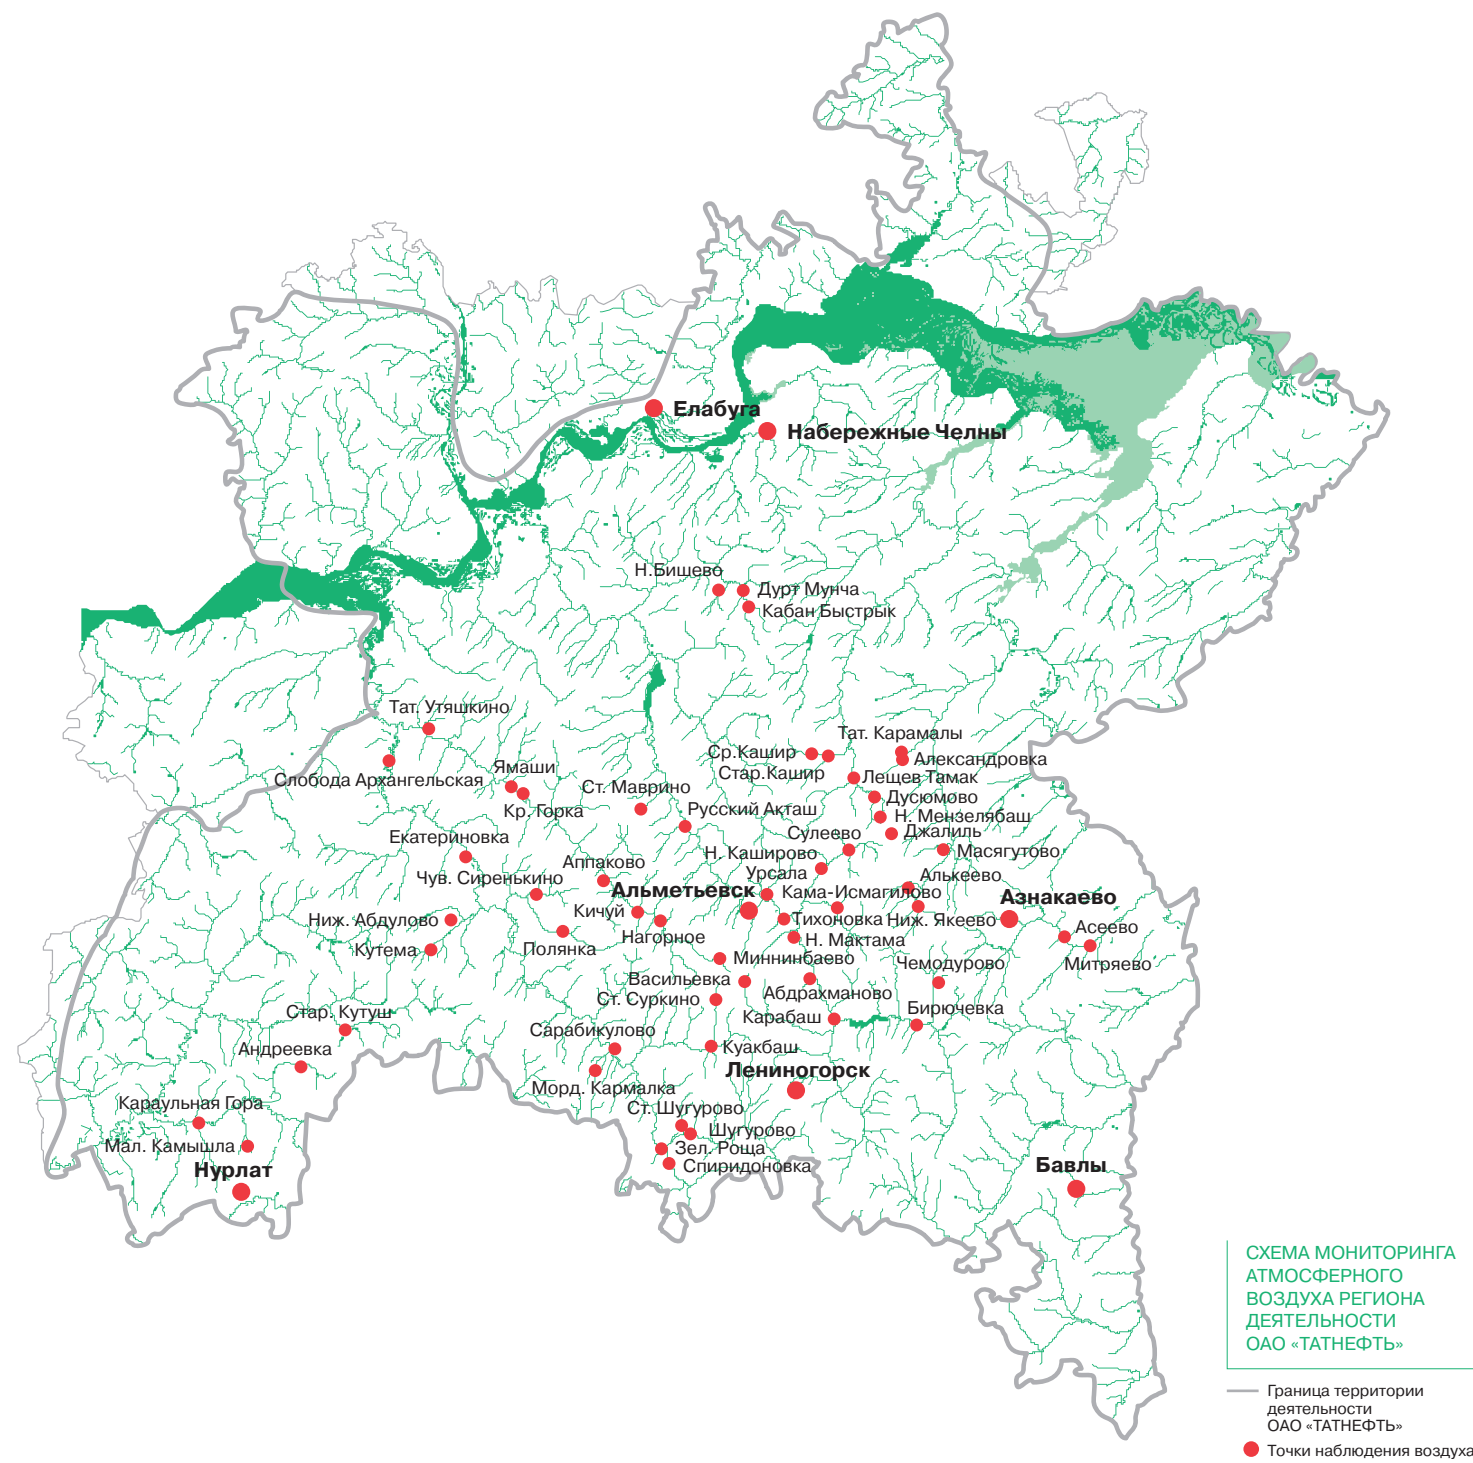 Елабуга
Набережные Челны
Н.Бишево
Дурт Мунча
Кабан Быстрык
Тат. Утяшкино
Тат. Карамалы
Ср.Кашир
Александровка
Слобода Архангельская
Ямаши
Стар.Кашир
Лещев Тамак
Ст. Маврино
Дусюмово
Кр. Горка
Русский Акташ
Н. Мензелябаш
Екатериновка
Сулеево
Джалиль
Н. Каширово
Масягутово
Аппаково
Урсала
Алькеево
Чув. Сиренькино
Альметьевск
Кама-Исмагилово
Азнакаево
Ниж. Абдулово
Кичуй
Тихоновка
Ниж. Якеево
Асеево
Нагорное
Н. Мактама
Кутема
Полянка
Миннинбаево
Чемодурово
Митряево
Васильевка
Абдрахманово
Ст. Суркино
Стар. Кутуш
Карабаш
Бирючевка
Сарабикулово
Андреевка
Куакбаш
Лениногорск
Морд. Кармалка
Караульная Гора
Ст. Шугурово
Шугурово
Мал. Камышла
Зел. Роща
Нурлат
Спиридоновка
Бавлы
СХЕМА МОНИТОРИНГА
АТМОСФЕРНОГО
ВОЗДУХА РЕГИОНА
ДЕЯТЕЛЬНОСТИ
ОАО «ТАТНЕФТЬ»
Граница территории
деятельности
ОАО «ТАТНЕФТЬ»
Точки наблюдения воздуха